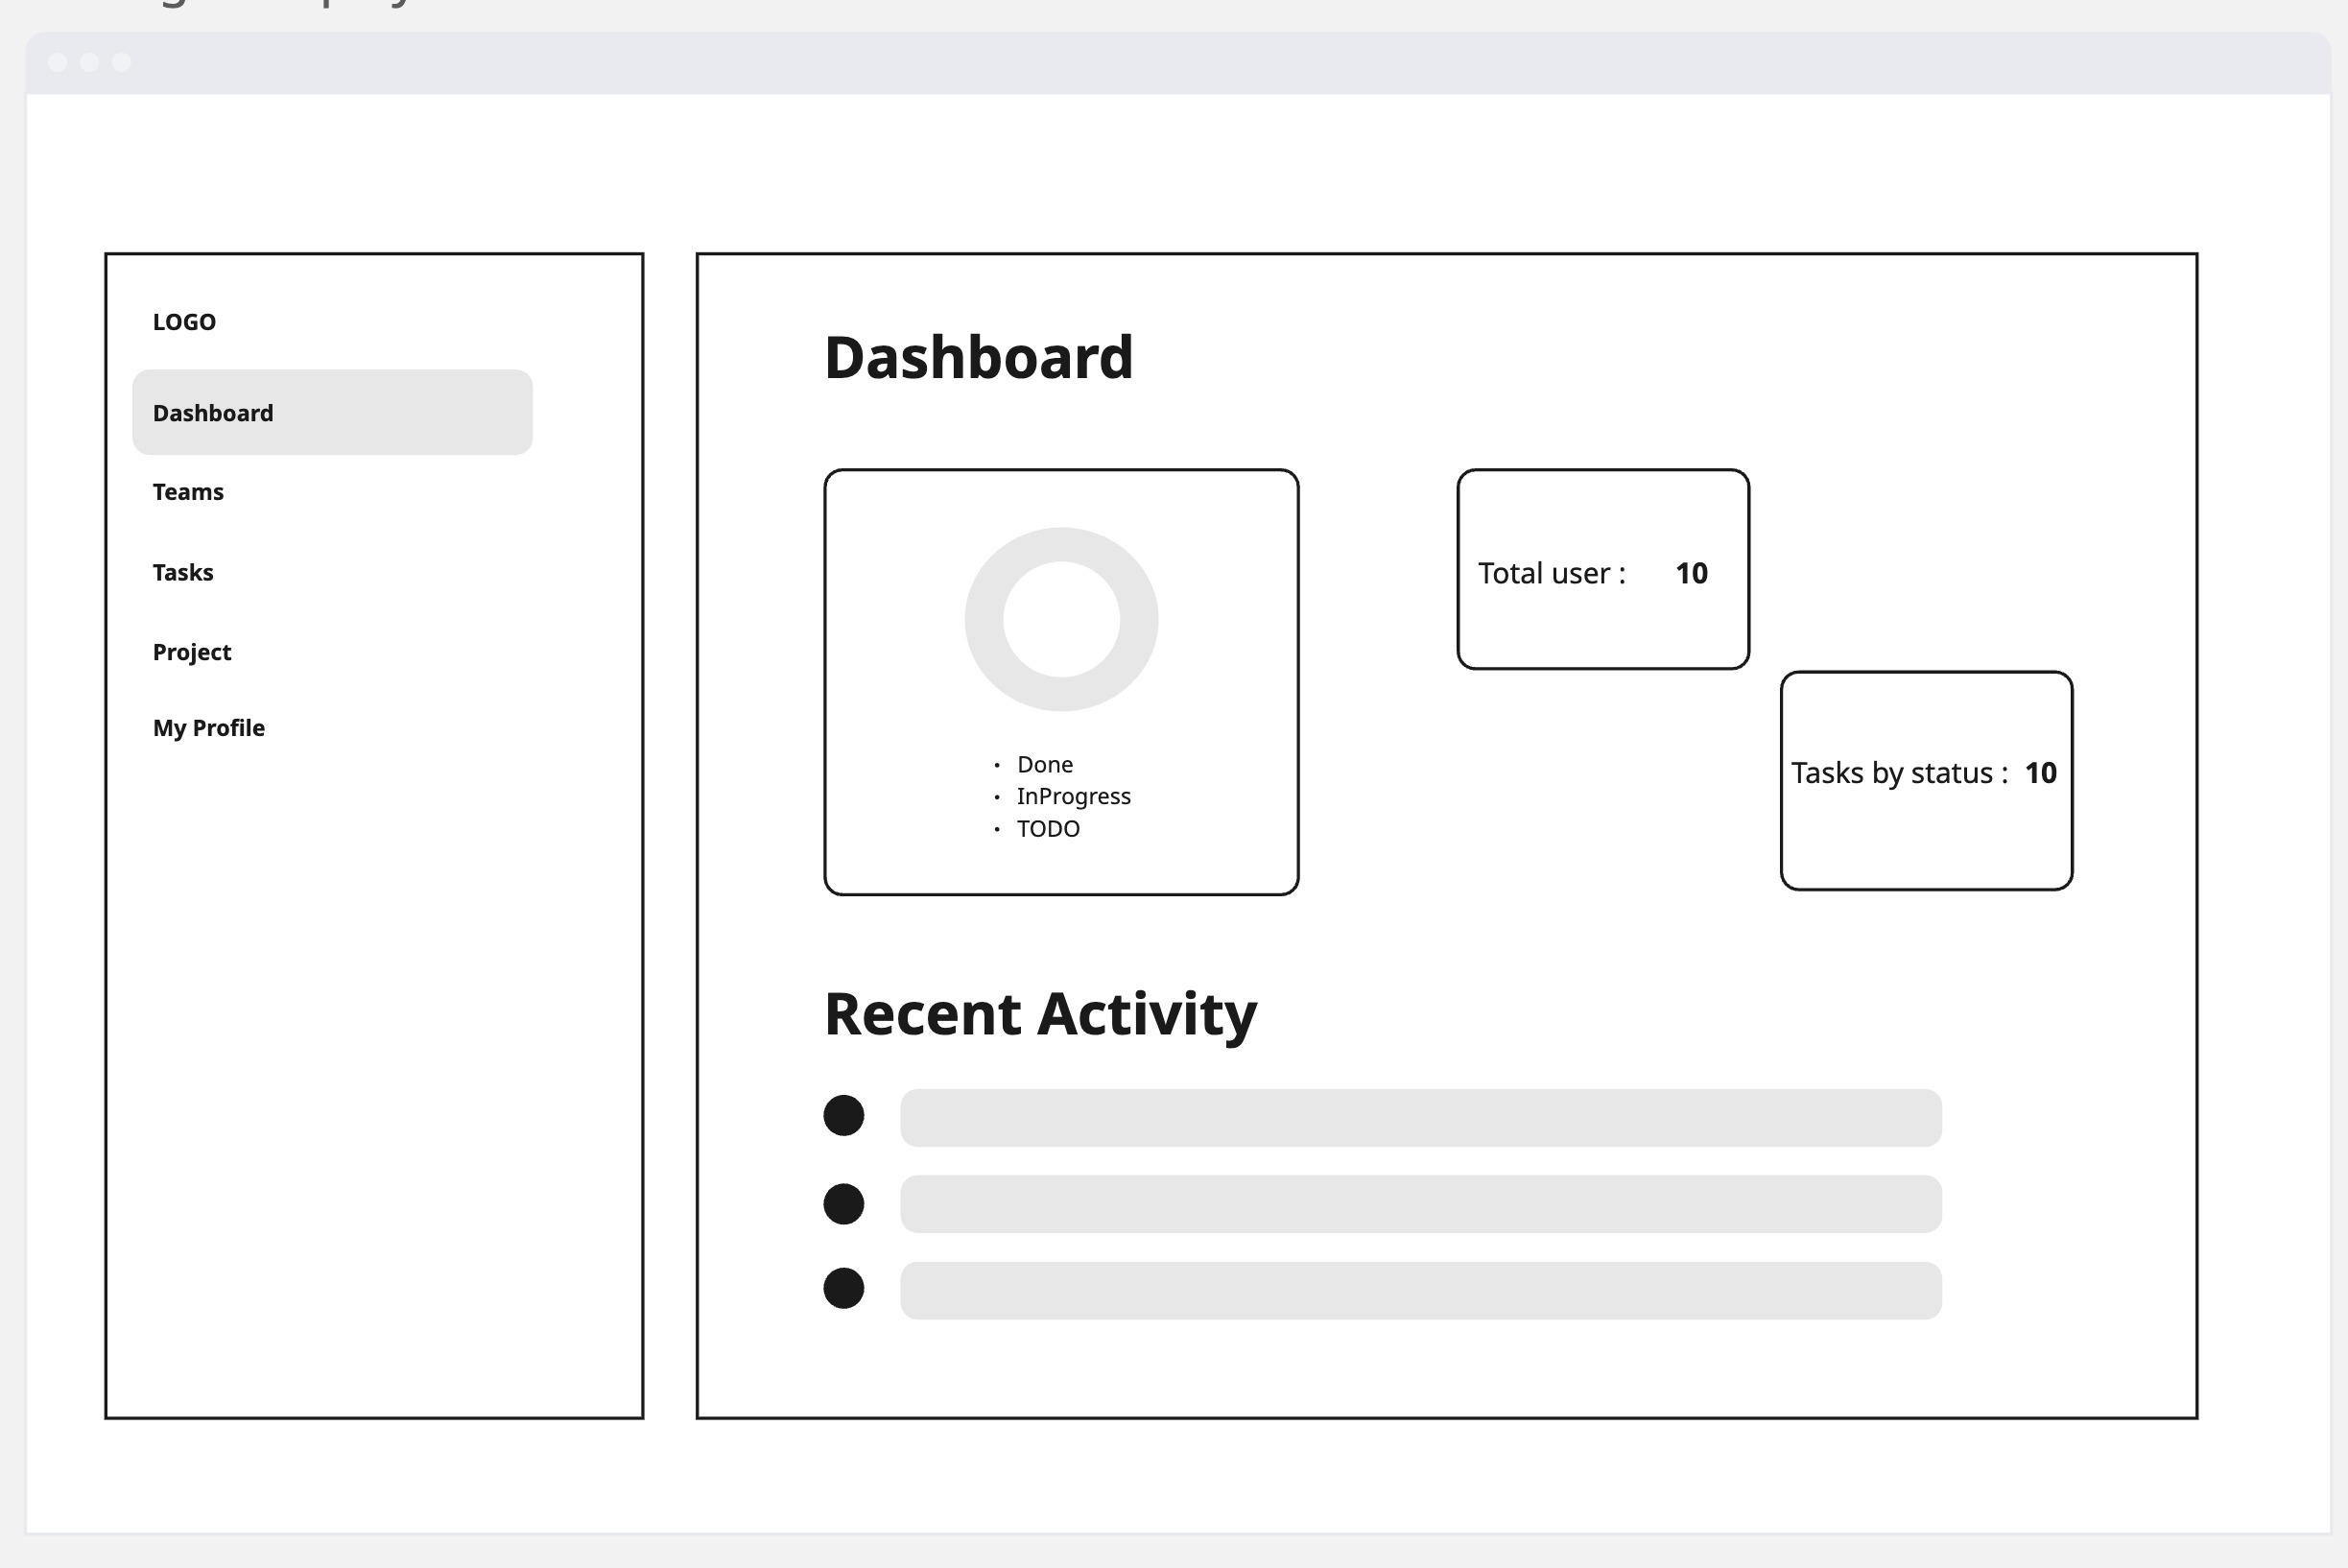 LOGO
Dashboard
Teams
Tasks
Project
My Profile
Dashboard
• Done
• InProgress
• TODO
Total user : 10
Tasks by status : 10
Recent Activity